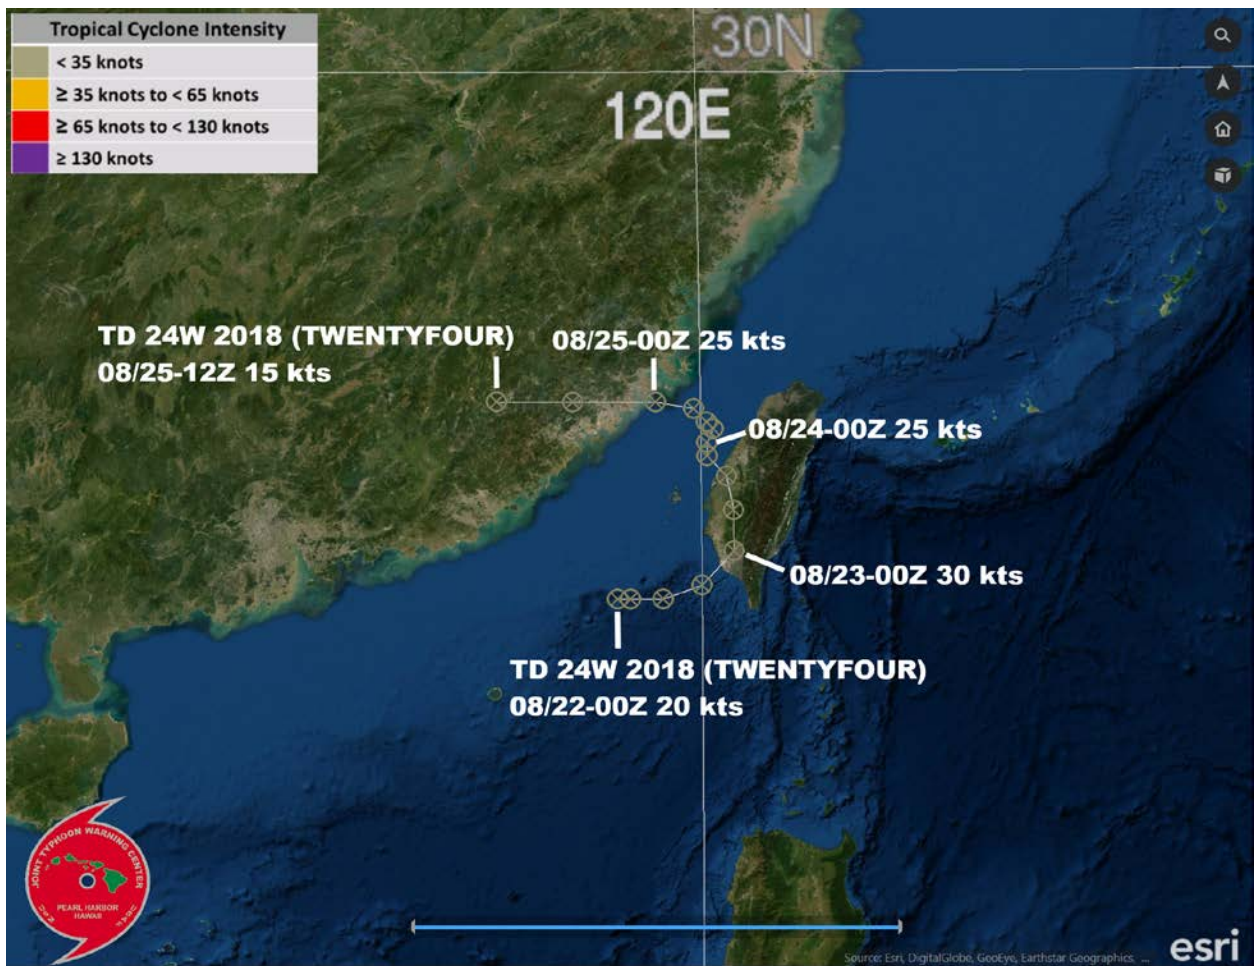 Tropical Cyclone Intensity
< 35 knots
≥ 35 knots to < 65 knots
≥ 65 knots to < 130 knots
≥ 130 knots
30N
120E
TD 24W 2018 (TWENTYFOUR)
08/25-12Z 15 kts
08/25-00Z 25 kts
08/24-00Z 25 kts
08/23-00Z 30 kts
TD 24W 2018 (TWENTYFOUR)
08/22-00Z 20 kts
JOINT TYPHOON WARNING CENTER
PEARL HARBOR
HAWAII
Source: Esri, DigitalGlobe, GeoEye, Earthstar Geographics, ...
esri